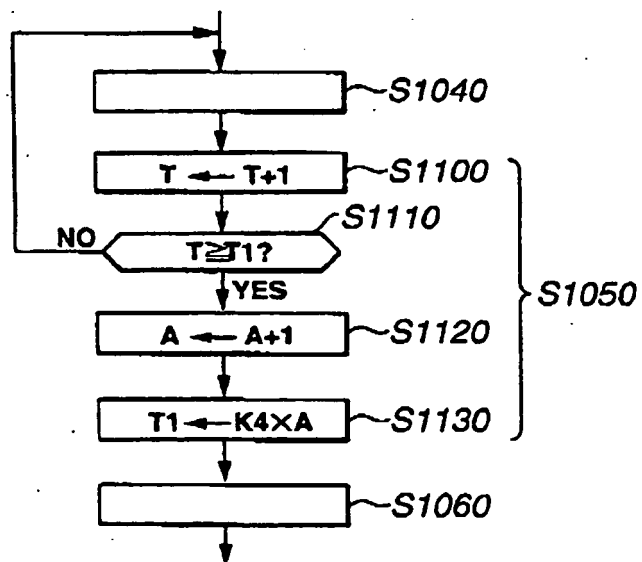 S1040
T ← T+1
S1100
S1110
T≧T1?
NO
YES
S1050
A ← A+1
S1120
T1 ← K4×A
S1130
S1060